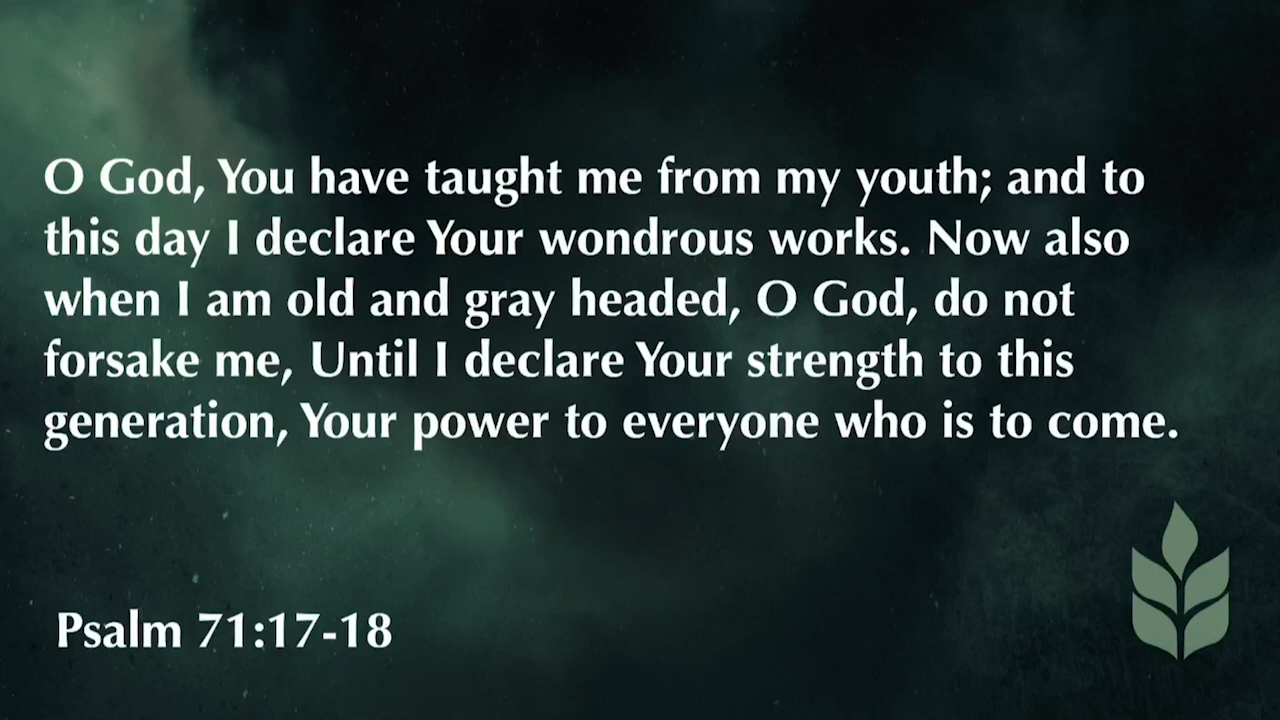 O God, You have taught me from my youth; and to
this day I declare Your wondrous works. Now also
when I am old and gray headed, O God, do not
forsake me, Until I declare Your strength to this
generation, Your power to everyone who is to come.
Psalm 71:17-18